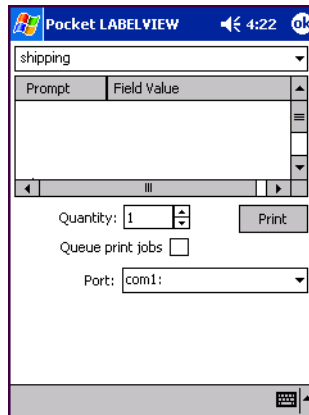 Pocket LABELVIEW 4:22 ok
shipping
Prompt Field Value
Quantity: 1 Print
Queue print jobs
Port: com1: